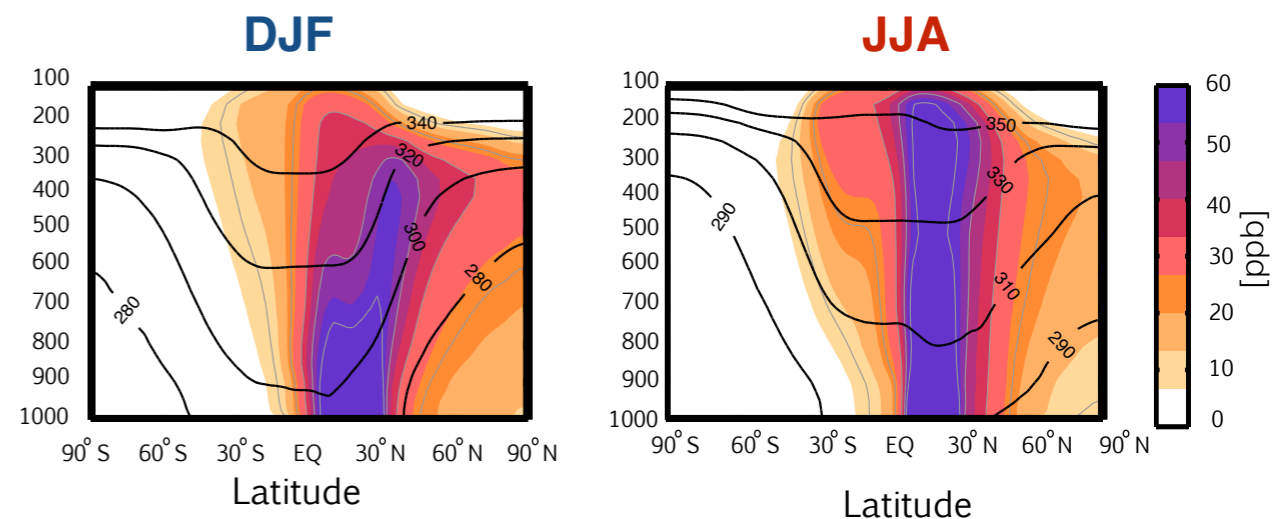 DJF
JJA
100
200
300
400
500
600
700
800
900
1000
340
320
300
280
280
90° S
60° S
30° S
EQ
30° N
60° N
90° N
Latitude
100
200
300
400
500
600
700
800
900
1000
350
330
310
290
290
90° S
60° S
30° S
EQ
30° N
60° N
90° N
Latitude
60
50
40
30
20
10
0
[ppb]